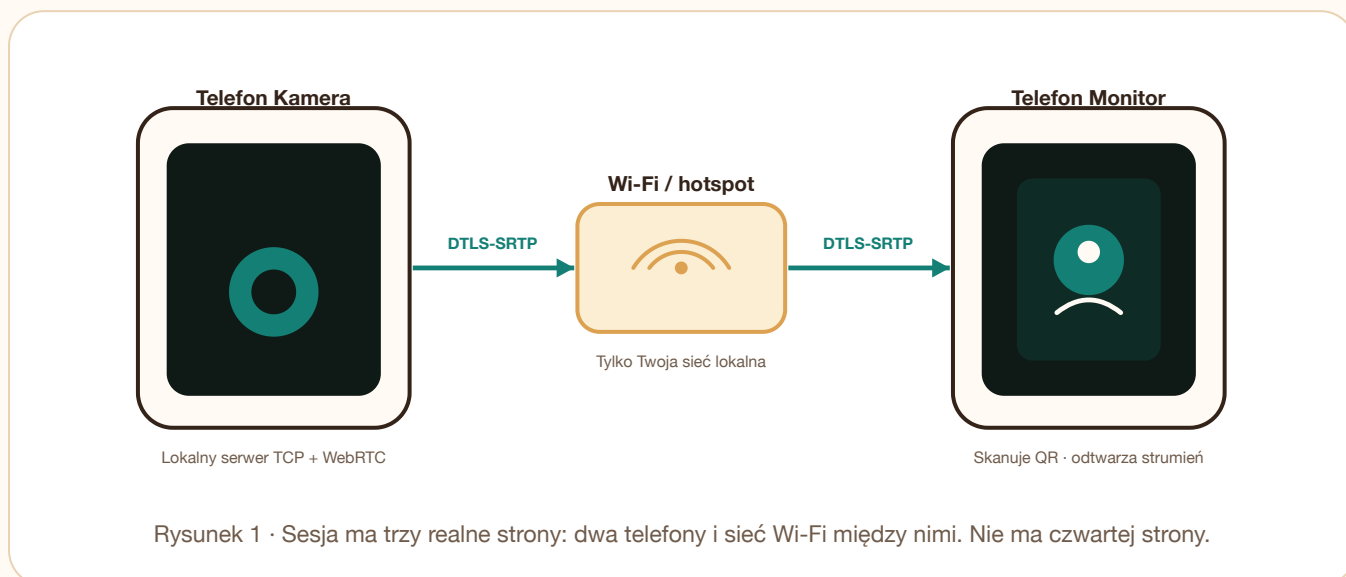 Telefon Kamera
Telefon Monitor
Wi-Fi / hotspot
DTLS-SRTP
DTLS-SRTP
Tylko Twoja sieć lokalna
Lokalny serwer TCP + WebRTC
Skanuje QR · odtwarza strumień
Rysunek 1 · Sesja ma trzy realne strony: dwa telefony i sieć Wi-Fi między nimi. Nie ma czwartej strony.